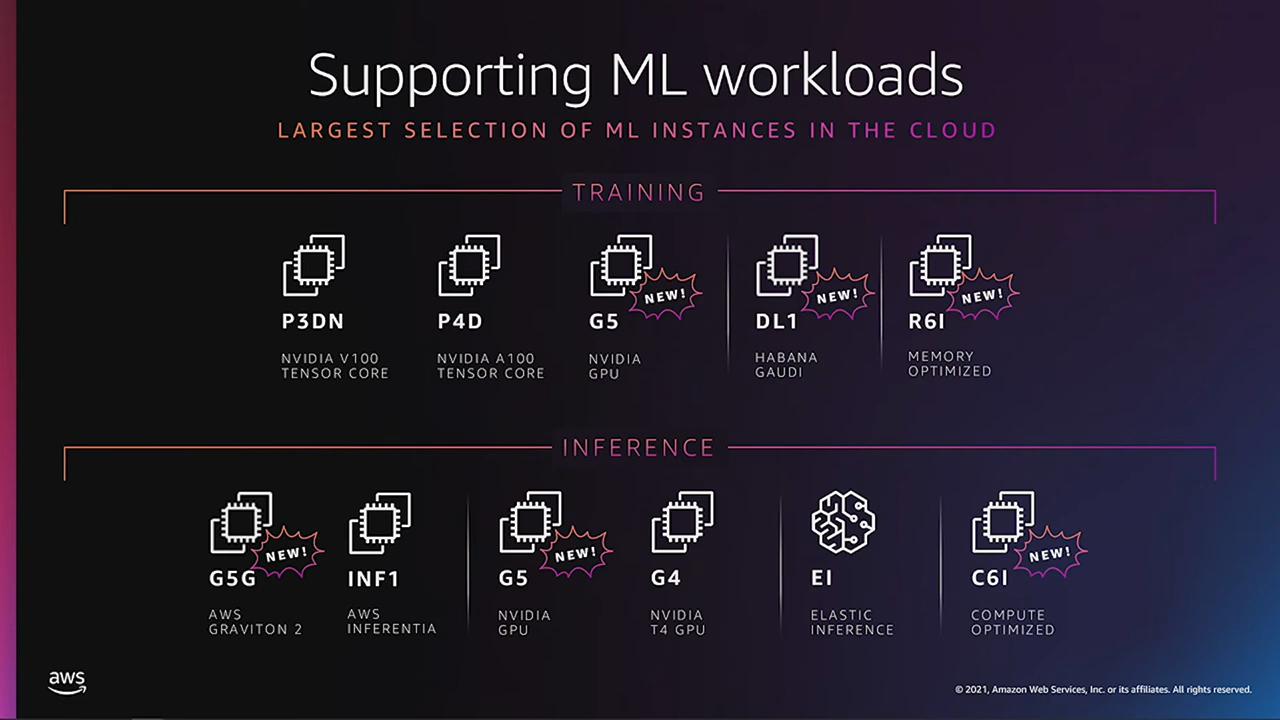 Supporting ML workloads
LARGEST SELECTION OF ML INSTANCES IN THE CLOUD
TRAINING
NEW!
NEW!
NEW!
P3DN
P4D
G5
DL1
R6I
NVIDIA V100
TENSOR CORE
NVIDIA A100
TENSOR CORE
NVIDIA
GPU
HABANA
GAUDI
MEMORY
OPTIMIZED
INFERENCE
NEW!
NEW!
NEW!
G5G
INF1
G5
G4
EI
C6I
AWS
GRAVITON 2
AWS
INFERENTIA
NVIDIA
GPU
NVIDIA
T4 GPU
ELASTIC
INFERENCE
COMPUTE
OPTIMIZED
aws
© 2021, Amazon Web Services, Inc. or its affiliates. All rights reserved.